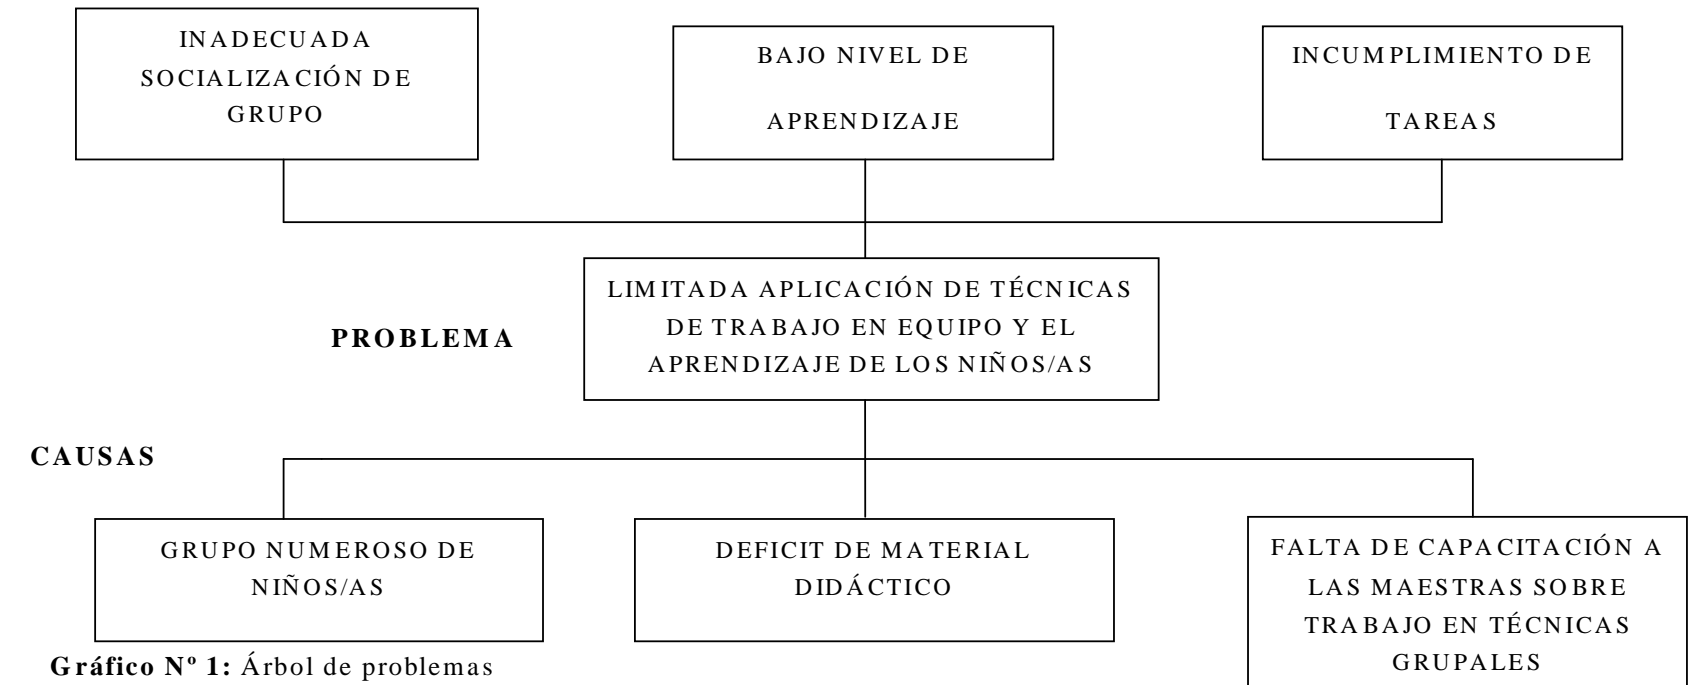 INADECUADA
SOCIALIZACIÓN DE
GRUPO
BAJO NIVEL DE
APRENDIZAJE
INCUMPLIMIENTO DE
TAREAS
LIMITADA APLICACIÓN DE TÉCNICAS
DE TRABAJO EN EQUIPO Y EL
APRENDIZAJE DE LOS NIÑOS/AS
PROBLEMA
CAUSAS
GRUPO NUMEROSO DE
NIÑOS/AS
DEFICIT DE MATERIAL
DIDÁCTICO
FALTA DE CAPACITACIÓN A
LAS MAESTRAS SOBRE
TRABAJO EN TÉCNICAS
GRUPALES
Gráfico Nº 1: Árbol de problemas